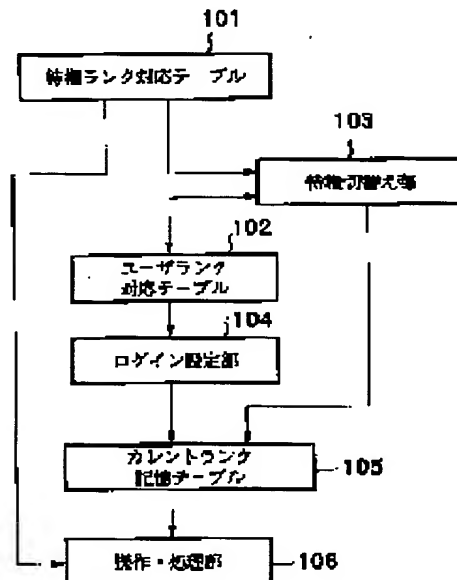 101
特権ランク対応テーブル
103
特権切替え部
102
ユーザランク
対応テーブル
104
ログイン設定部
カレントランク
記憶テーブル
105
操作・処理部
106